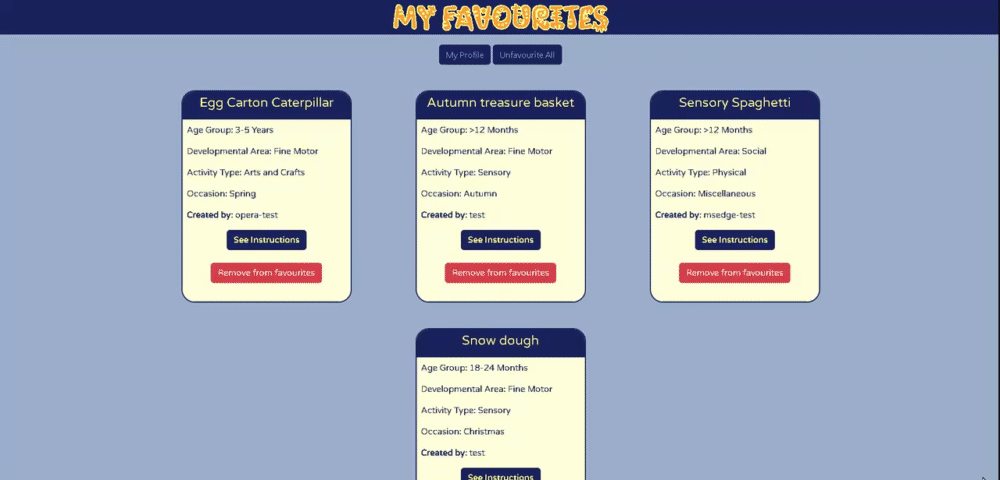 MY FAVOURITES
My Profile
Unfavourite All
Egg Carton Caterpillar
Age Group: 3-5 Years
Developmental Area: Fine Motor
Activity Type: Arts and Crafts
Occasion: Spring
Created by: opera-test
See Instructions
Remove from favourites
Autumn treasure basket
Age Group: >12 Months
Developmental Area: Fine Motor
Activity Type: Sensory
Occasion: Autumn
Created by: test
See Instructions
Remove from favourites
Sensory Spaghetti
Age Group: >12 Months
Developmental Area: Social
Activity Type: Physical
Occasion: Miscellaneous
Created by: msedge-test
See Instructions
Remove from favourites
Snow dough
Age Group: 18-24 Months
Developmental Area: Fine Motor
Activity Type: Sensory
Occasion: Christmas
Created by: test
See Instructions